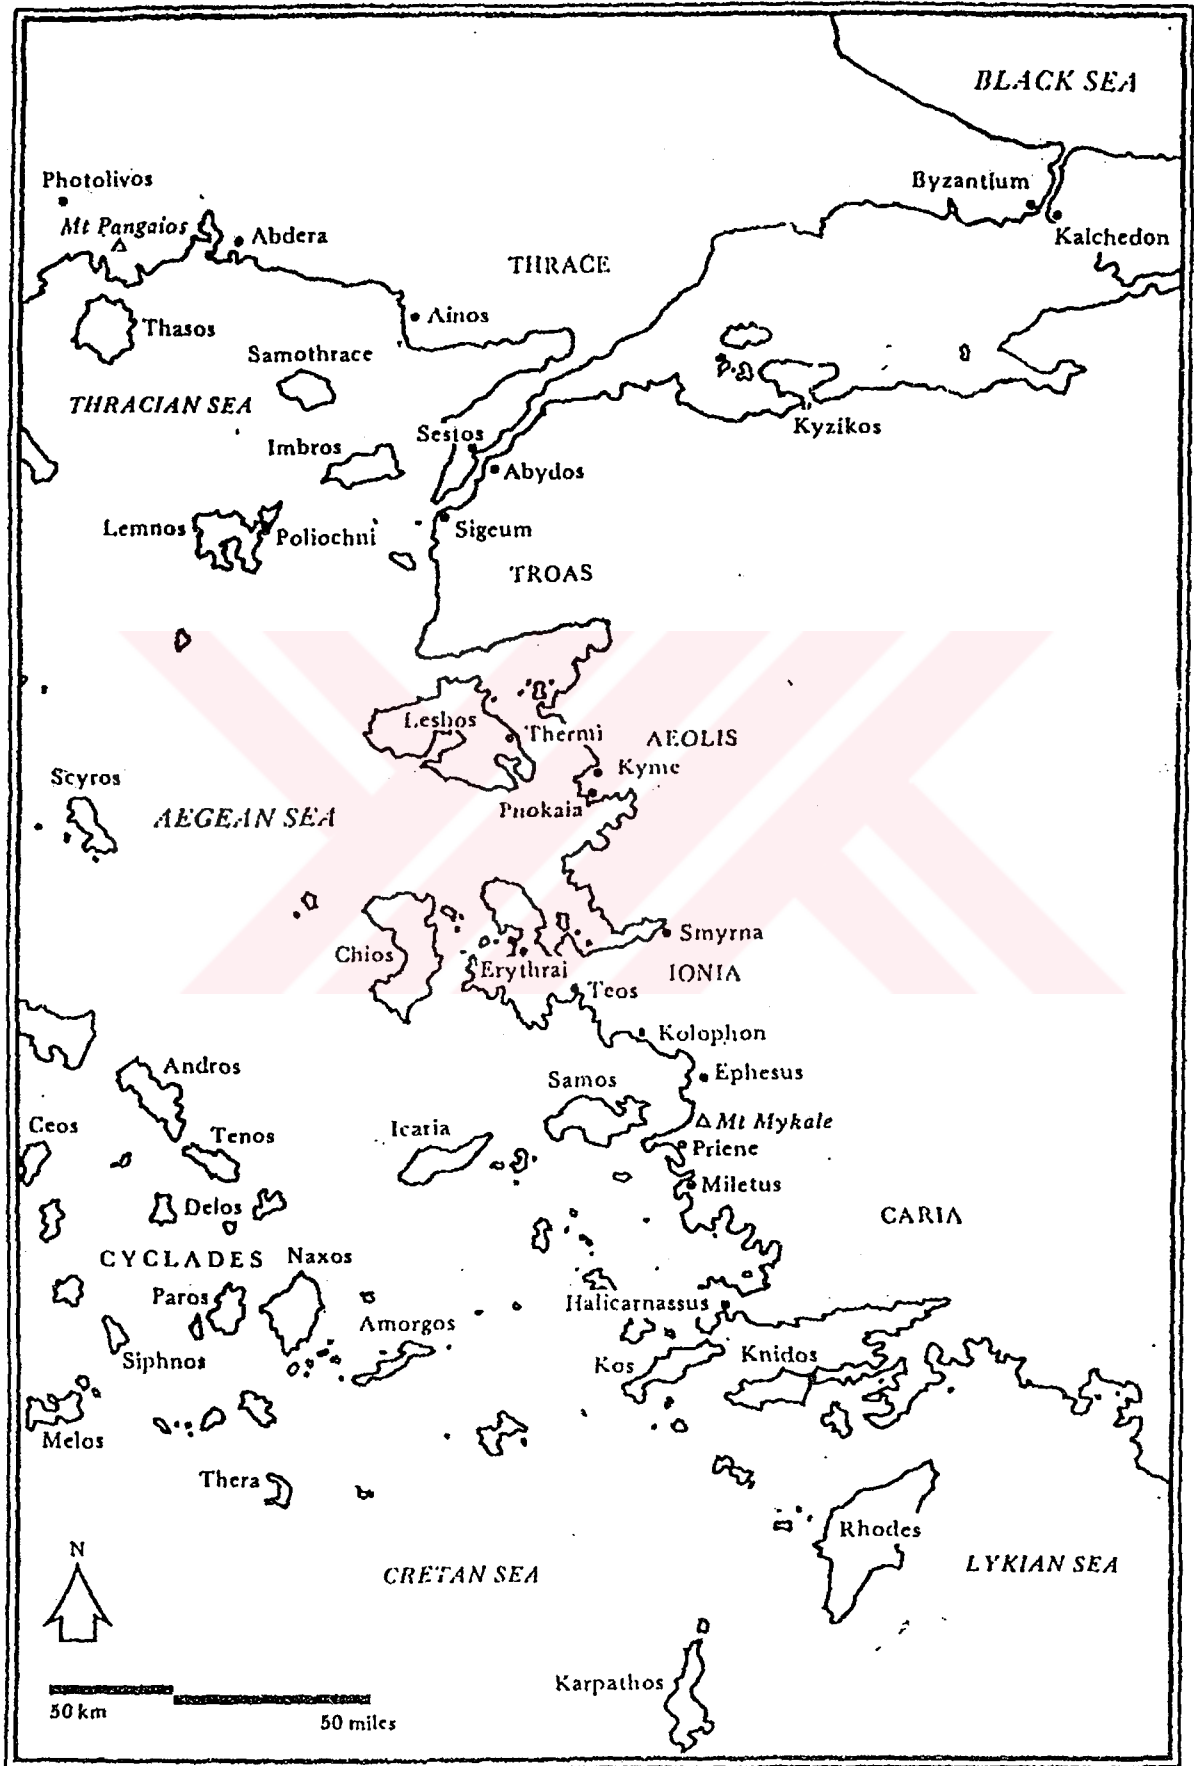 BLACK SEA
Photolivos
Byzantium
Mt Pangaios
Abdera
Kalchedon
THRACE
Ainos
Thasos
Samothrace
THRACIAN SEA
Kyzikos
Sestos
Imbros
Abydos
Lemnos
Poliochni
Sigeum
TROAS
Lesbos
Thermi
AEOLIS
Kyme
Scyros
Phokaia
AEGEAN SEA
Smyrna
Chios
Erythrai
IONIA
Teos
Kolophon
Andros
Ephesus
Samos
Mt Mykale
Ceos
Icaria
Tenos
Priene
Miletus
Delos
CARIA
CYCLADES
Naxos
Paros
Halicarnassus
Amorgos
Siphnos
Kos
Knidos
Melos
Thera
Rhodes
N
CRETAN SEA
LYKIAN SEA
Karpathos
50 km
50 miles